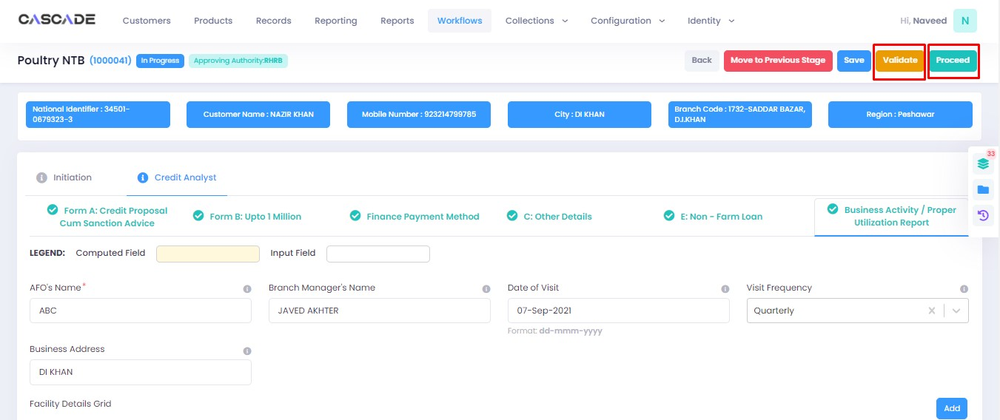 CASCADE
Customers
Products
Records
Reporting
Reports
Workflows
Collections
Configuration
Identity
Hi, Naveed
N
Poultry NTB (1000041)
In Progress
Approving Authority:RHRB
Back
Move to Previous Stage
Save
Validate
Proceed
National Identifier : 34501-
0679323-3
Customer Name : NAZIR KHAN
Mobile Number : 923214799785
City : DI KHAN
Branch Code : 1732-SADDAR BAZAR,
D.I.KHAN
Region : Peshawar
33
Initiation
Credit Analyst
Form A: Credit Proposal
Cum Sanction Advice
Form B: Upto 1 Million
Finance Payment Method
C: Other Details
E: Non - Farm Loan
Business Activity / Proper
Utilization Report
LEGEND:
Computed Field
Input Field
AFO's Name*
Branch Manager's Name
Date of Visit
Visit Frequency
ABC
JAVED AKHTER
07-Sep-2021
Quarterly
Format: dd-mmm-yyyy
Business Address
DI KHAN
Facility Details Grid
Add